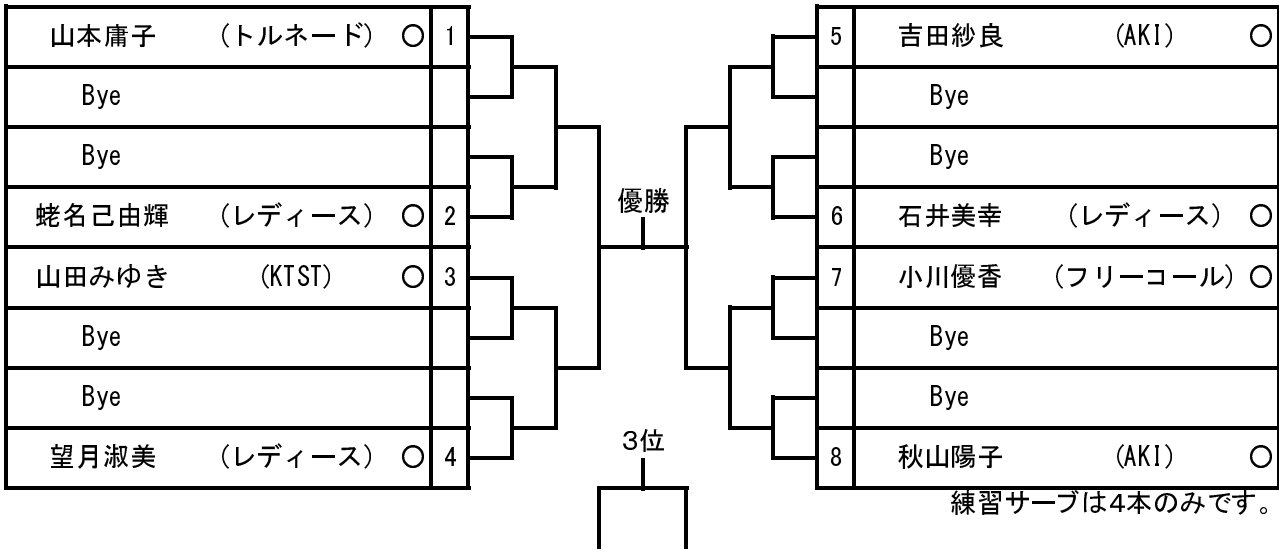 山本庸子 (トルネード) ○ 1
Bye
Bye
蛯名己由輝 (レディース) ○ 2
山田みゆき (KTST) ○ 3
Bye
Bye
望月淑美 (レディース) ○ 4
優勝
3位
5 吉田紗良 (AKI) ○
Bye
Bye
6 石井美幸 (レディース) ○
7 小川優香 (フリーコール) ○
Bye
Bye
8 秋山陽子 (AKI) ○
練習サーブは4本のみです。